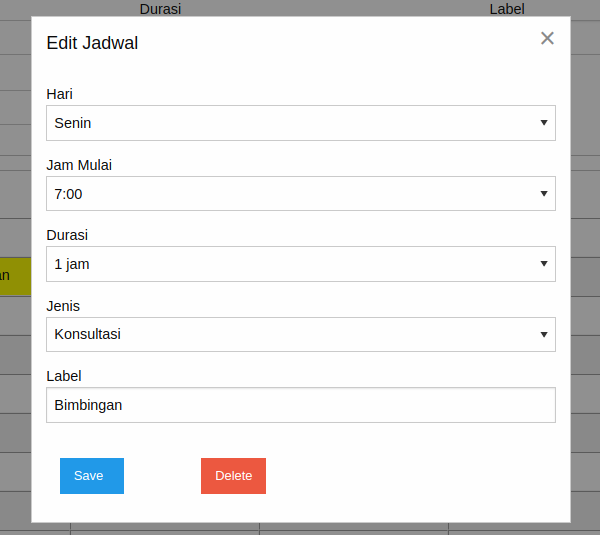 Durasi Label
Edit Jadwal ×
Hari
Senin
Jam Mulai
7:00
Durasi
1 jam
an
Jenis
Konsultasi
Label
Bimbingan
Save Delete